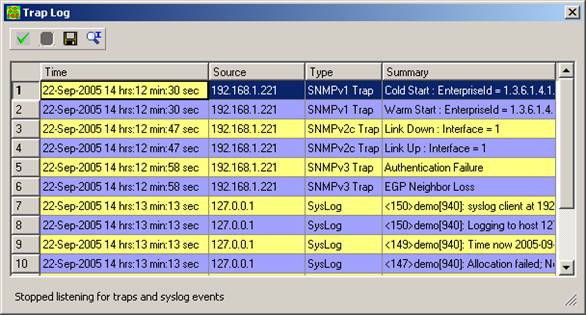 Trap Log
Time Source Type Summary
1 22-Sep-2005 14 hrs:12 min:30 sec 192.168.1.221 SNMPv1 Trap Cold Start : EnterpriseId = 1.3.6.1.4.1.
2 22-Sep-2005 14 hrs:12 min:30 sec 192.168.1.221 SNMPv1 Trap Warm Start : EnterpriseId = 1.3.6.1.4.
3 22-Sep-2005 14 hrs:12 min:47 sec 192.168.1.221 SNMPv2c Trap Link Down : Interface = 1
4 22-Sep-2005 14 hrs:12 min:47 sec 192.168.1.221 SNMPv2c Trap Link Up : Interface = 1
5 22-Sep-2005 14 hrs:12 min:58 sec 192.168.1.221 SNMPv3 Trap Authentication Failure
6 22-Sep-2005 14 hrs:12 min:58 sec 192.168.1.221 SNMPv3 Trap EGP Neighbor Loss
7 22-Sep-2005 14 hrs:13 min:13 sec 127.0.0.1 SysLog <150>demo[940]: syslog client at 192
8 22-Sep-2005 14 hrs:13 min:13 sec 127.0.0.1 SysLog <150>demo[940]: Logging to host 127
9 22-Sep-2005 14 hrs:13 min:13 sec 127.0.0.1 SysLog <149>demo[940]: Time now 2005-09-
10 22-Sep-2005 14 hrs:13 min:13 sec 127.0.0.1 SysLog <147>demo[940]: Allocation failed; Ne
Stopped listening for traps and syslog events